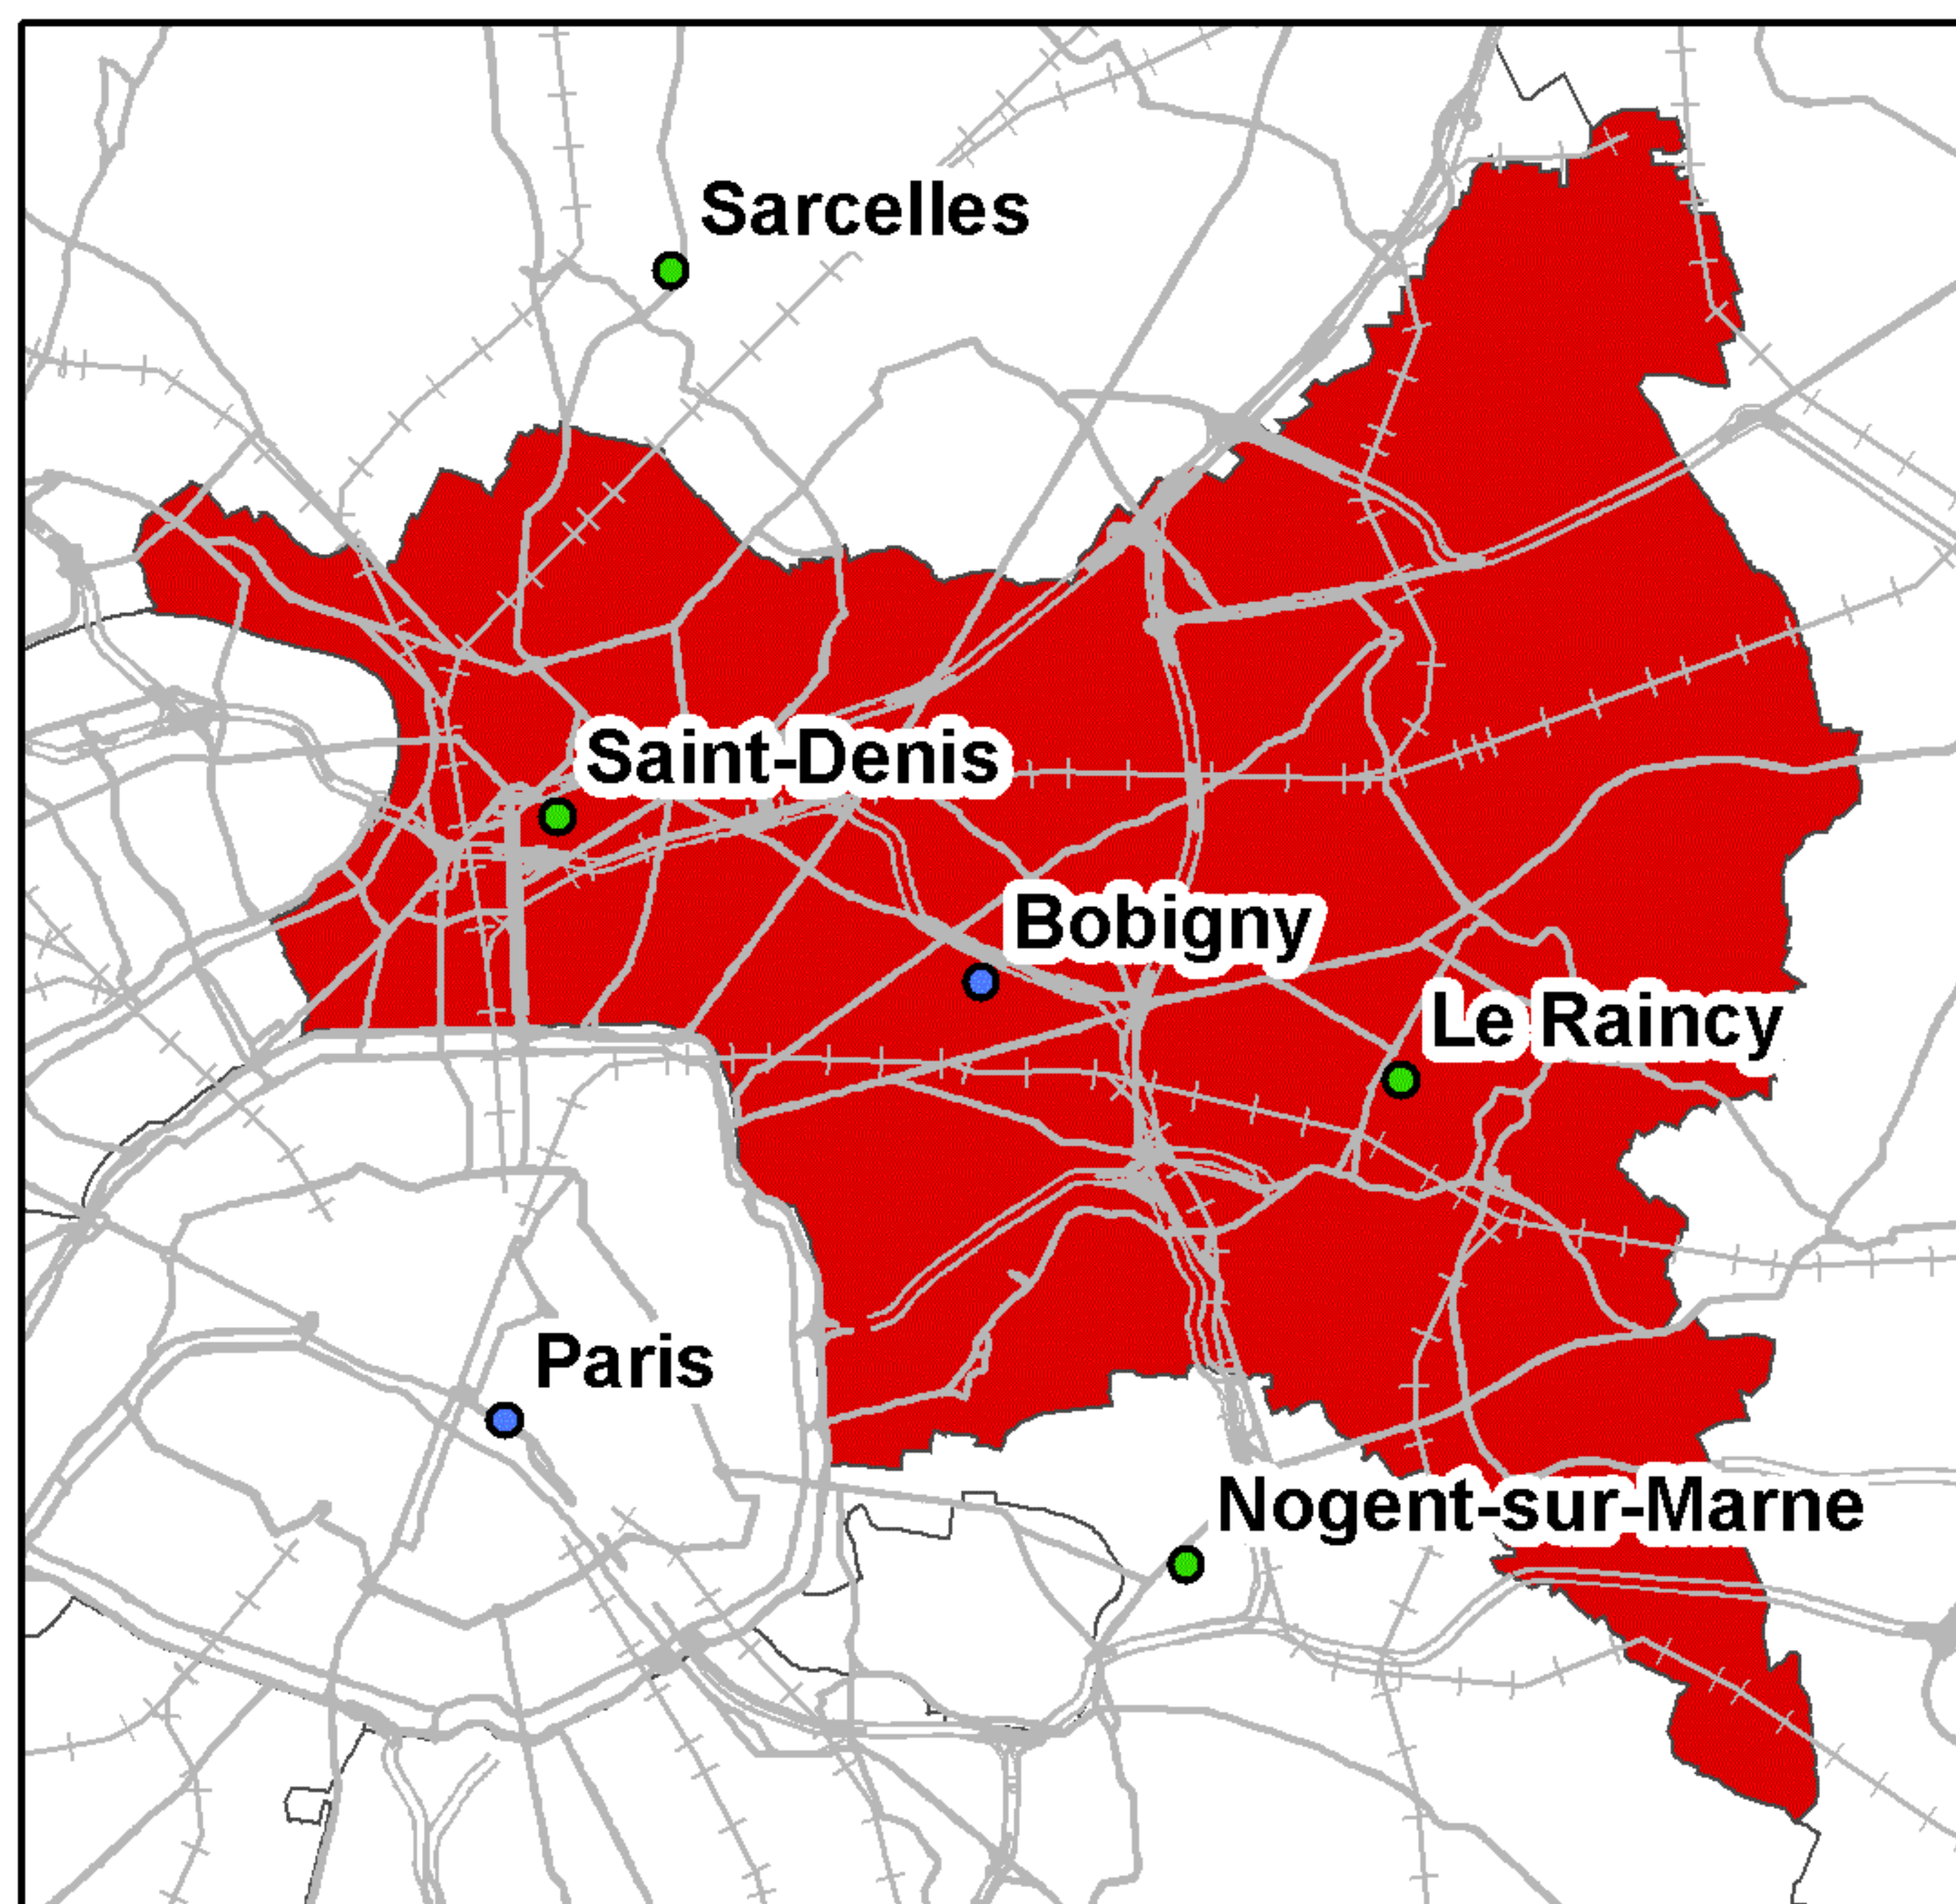 Sarcelles
Saint-Denis
Bobigny
Le Raincy
Paris
Nogent-sur-Marne